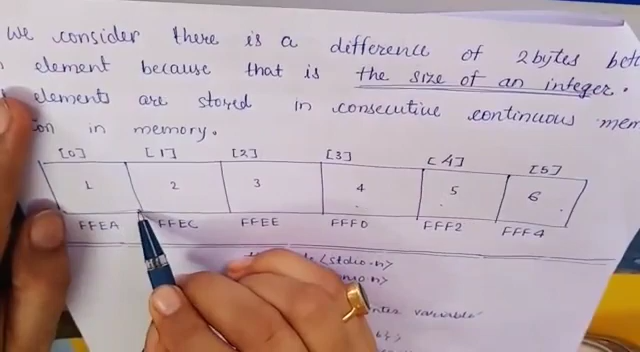 we consider there is a difference of 2bytes
element because that is the size of an integer.
elements are stored in consecutive continuous
in memory.
[0] [1] [2] [3] [4] [5]
1 2 3 4 5 6
FFEA FFEC FFEE FFF0 FFF2 FFF4
variable